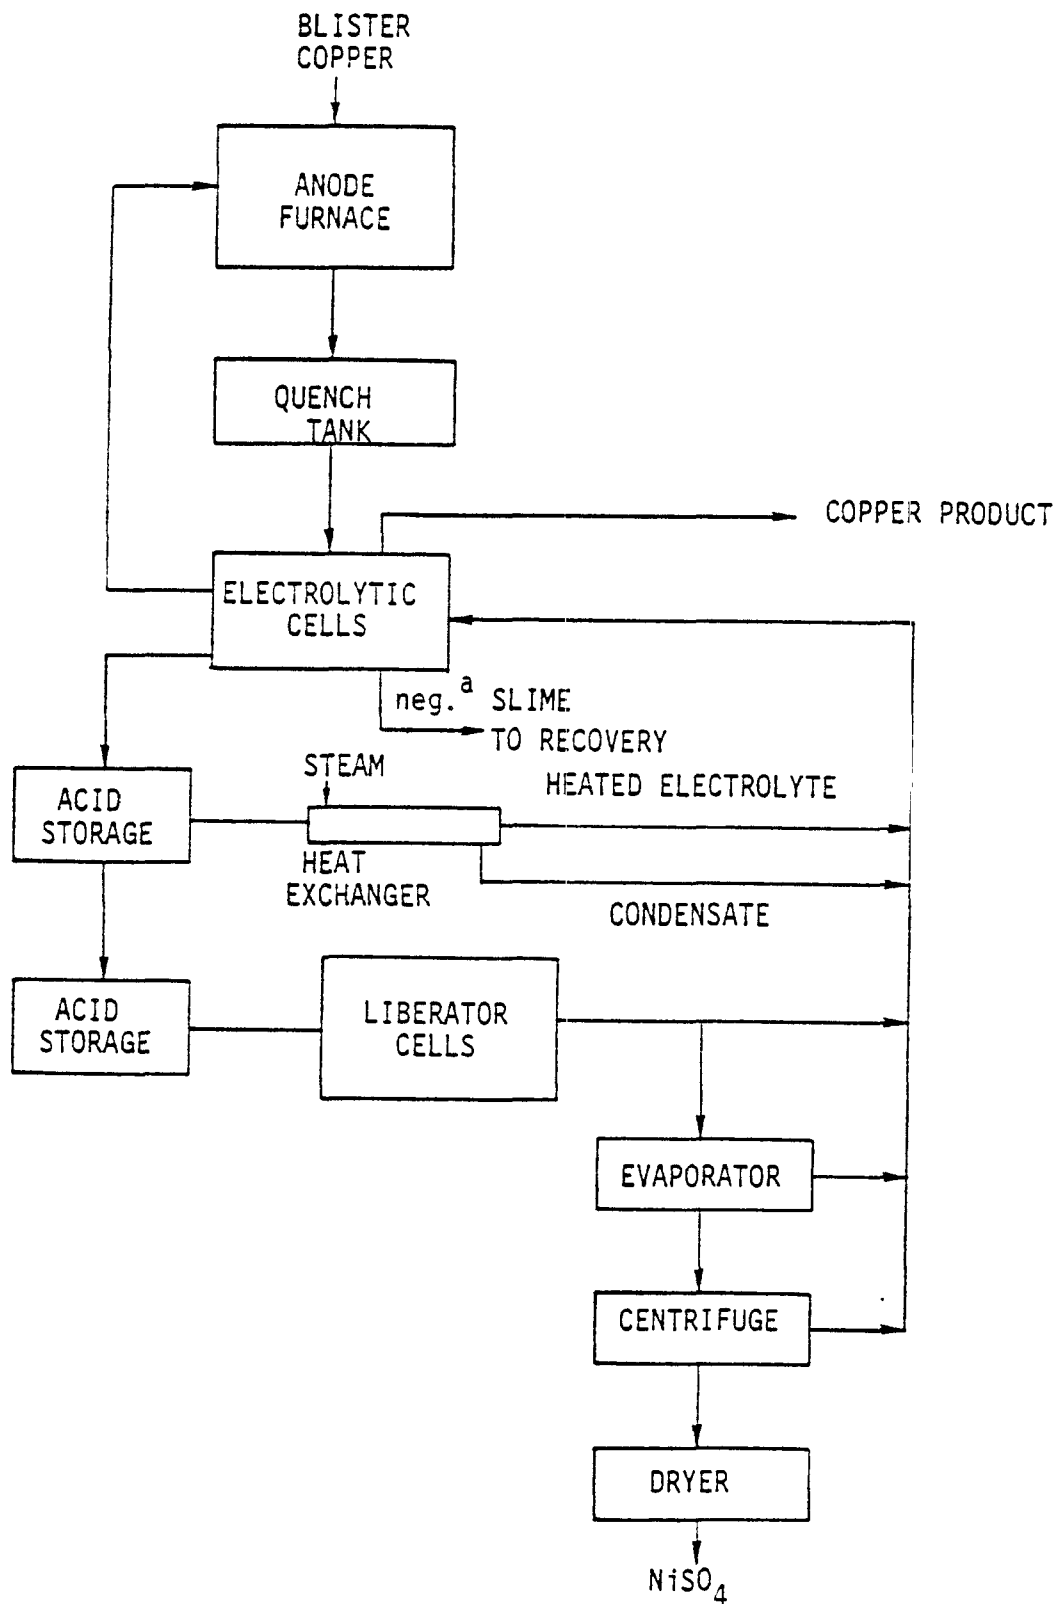 BLISTER
COPPER
ANODE
FURNACE
QUENCH
TANK
COPPER PRODUCT
ELECTROLYTIC
CELLS
neg.ᵃ SLIME
TO RECOVERY
STEAM
HEATED ELECTROLYTE
ACID
STORAGE
HEAT
EXCHANGER
CONDENSATE
ACID
STORAGE
LIBERATOR
CELLS
EVAPORATOR
CENTRIFUGE
DRYER
NiSO₄